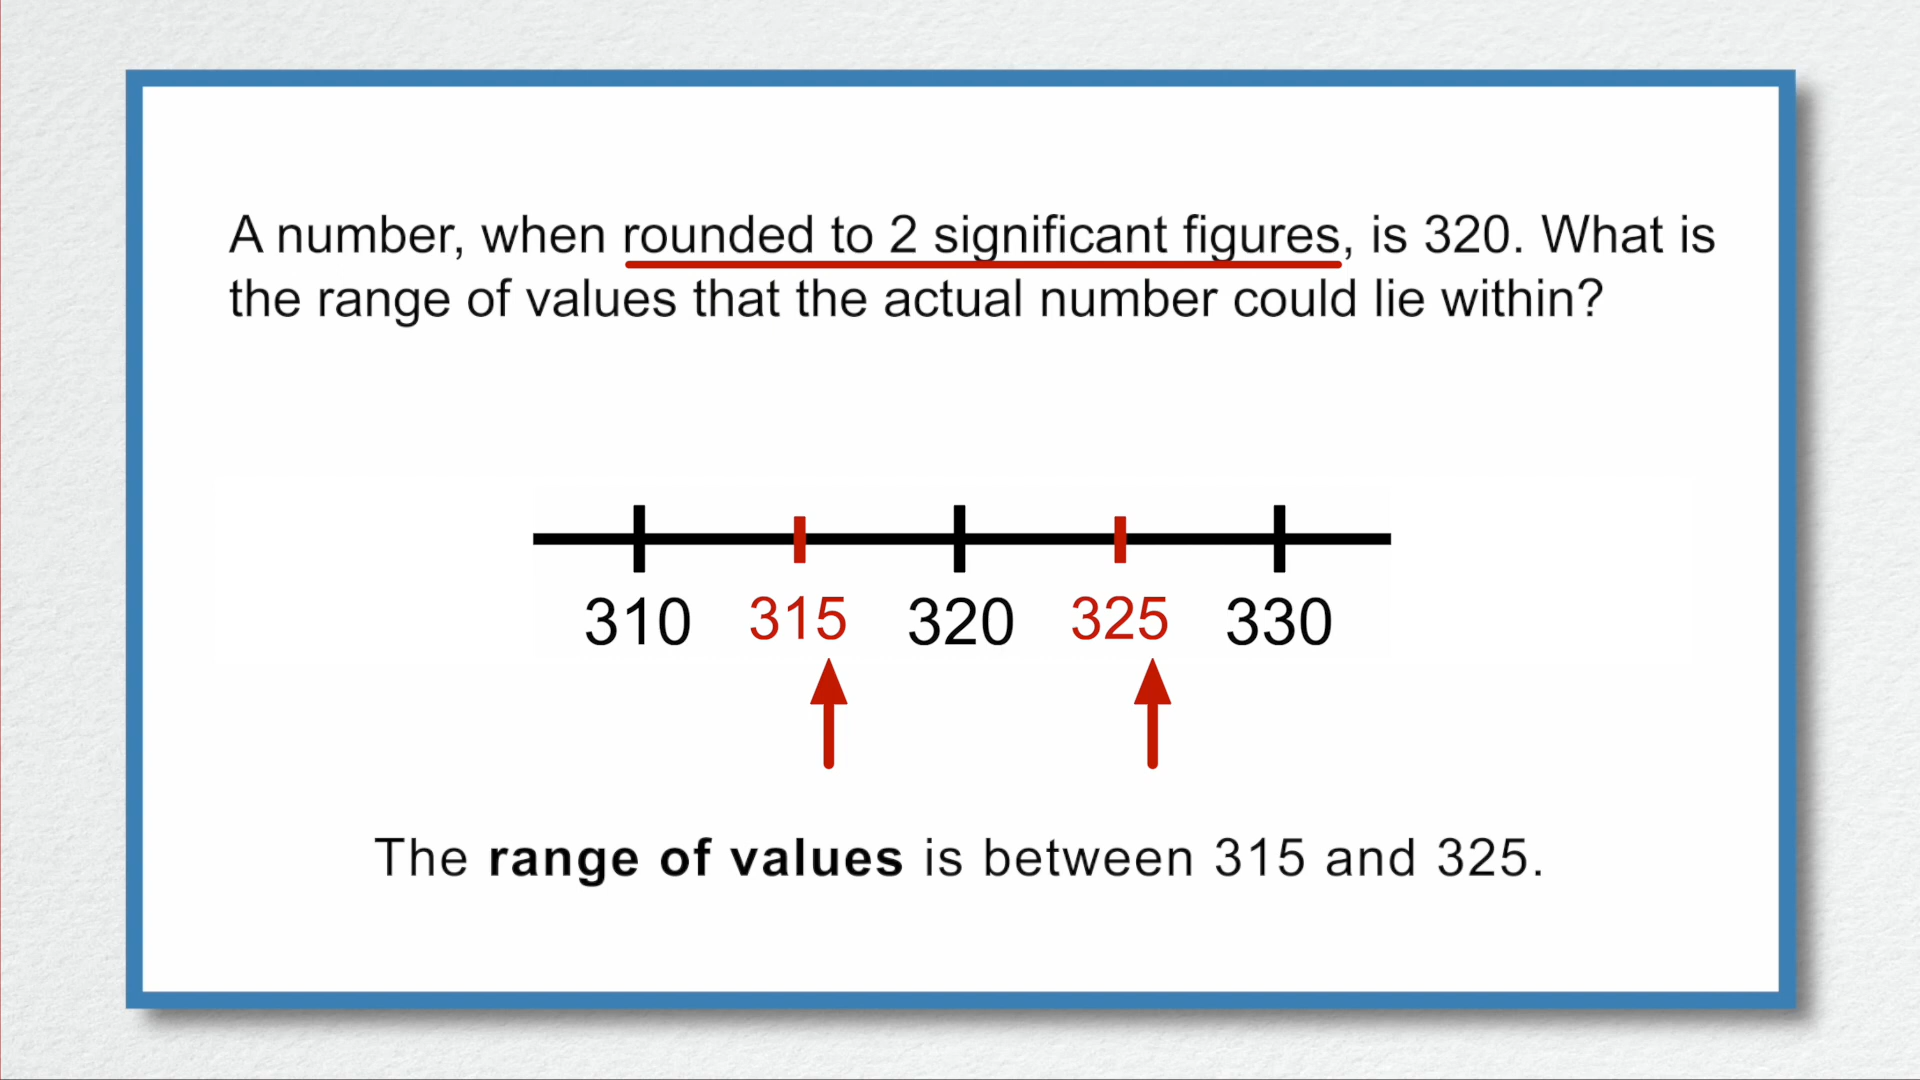 A number, when rounded to 2 significant figures, is 320. What is
the range of values that the actual number could lie within?
310 315 320 325 330
The range of values is between 315 and 325.